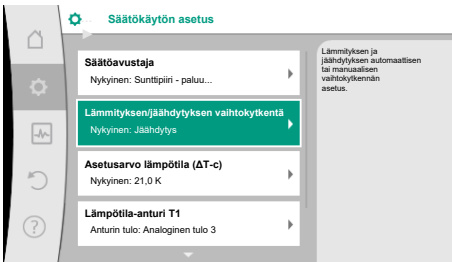 Säätökäytön asetus
Säätöavustaja
Nykyinen: Sunttipiiri - paluu...
Lämmityksen/jäähdytyksen vaihtokytkentä
Nykyinen: Jäähdytys
Asetusarvo lämpötila (ΔT-c)
Nykyinen: 21,0 K
Lämpötila-anturi T1
Anturin tulo: Analoginen tulo 3
Lämmityksen ja
jäähdytyksen automaattisen
tai manuaalisen
vaihtokytkennän
asetus.